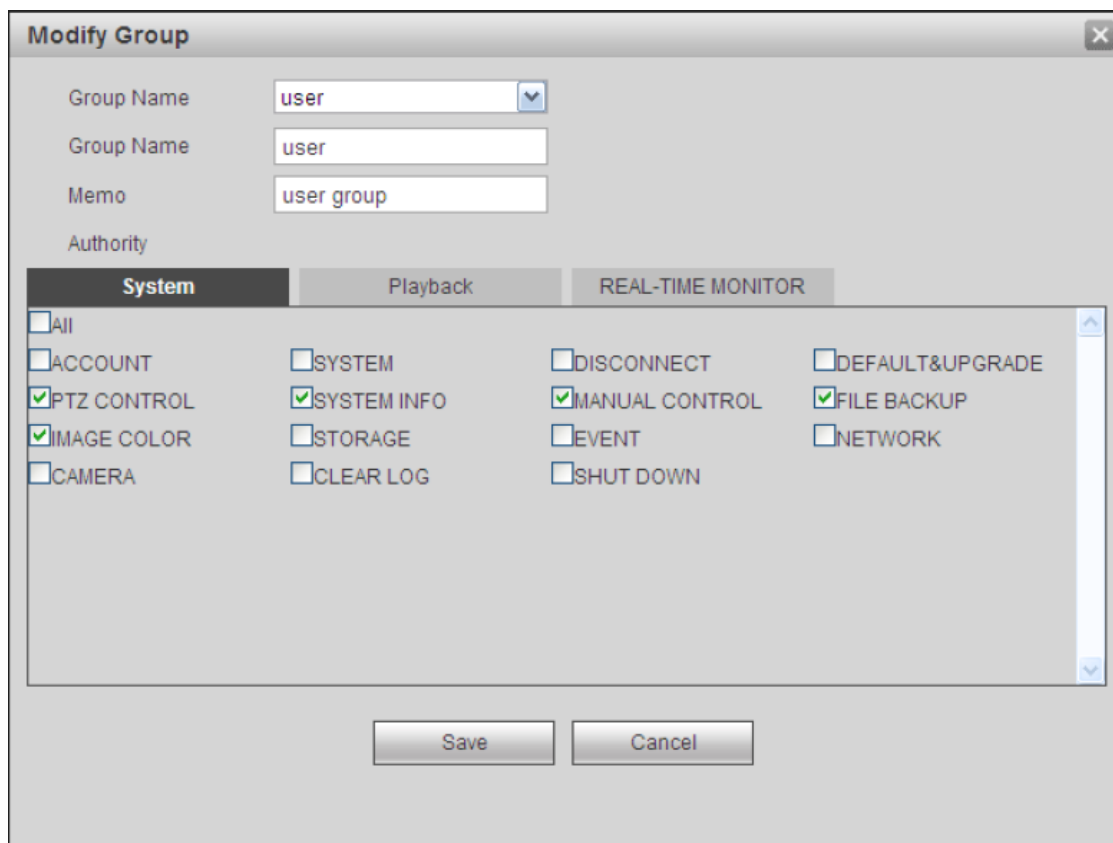 Modify Group
Group Name user
Group Name user
Memo user group
Authority
System Playback REAL-TIME MONITOR
All
ACCOUNT SYSTEM DISCONNECT DEFAULT&UPGRADE
PTZ CONTROL SYSTEM INFO MANUAL CONTROL FILE BACKUP
IMAGE COLOR STORAGE EVENT NETWORK
CAMERA CLEAR LOG SHUT DOWN
Save Cancel